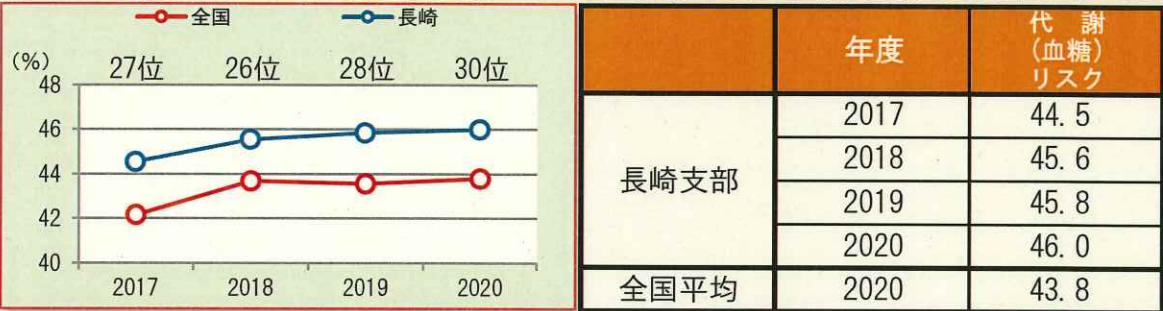 全国 長崎
(%) 27位 26位 28位 30位
48
46
44
42
40
2017 2018 2019 2020
年度 代謝
(血糖)
リスク
長崎支部 2017 44.5
2018 45.6
2019 45.8
2020 46.0
全国平均 2020 43.8